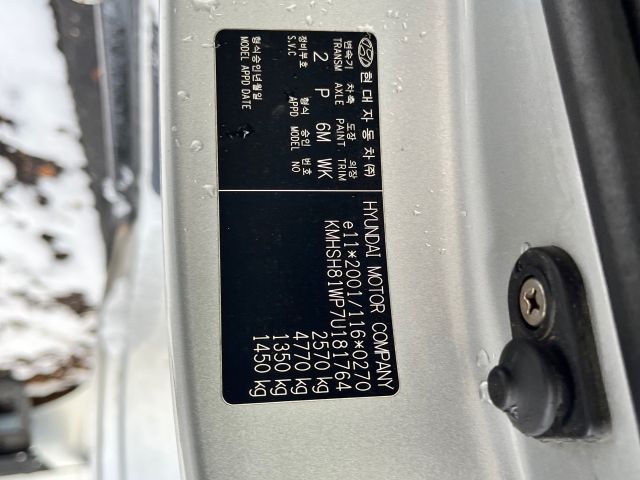 현대자동차(주)
변속기 차축 도장 의장
TRANSM AXLE PAINT TRIM
2 P 6M WK
정비부호 형식 승인 번호
S.V.C APPD MODEL NO
형식승인년월일
MODEL APPD DATE
HYUNDAI MOTOR COMPANY
e11*2001/116*0270
KMHSH81WP7U181764
2570 kg
4770 kg
1350 kg
1450 kg